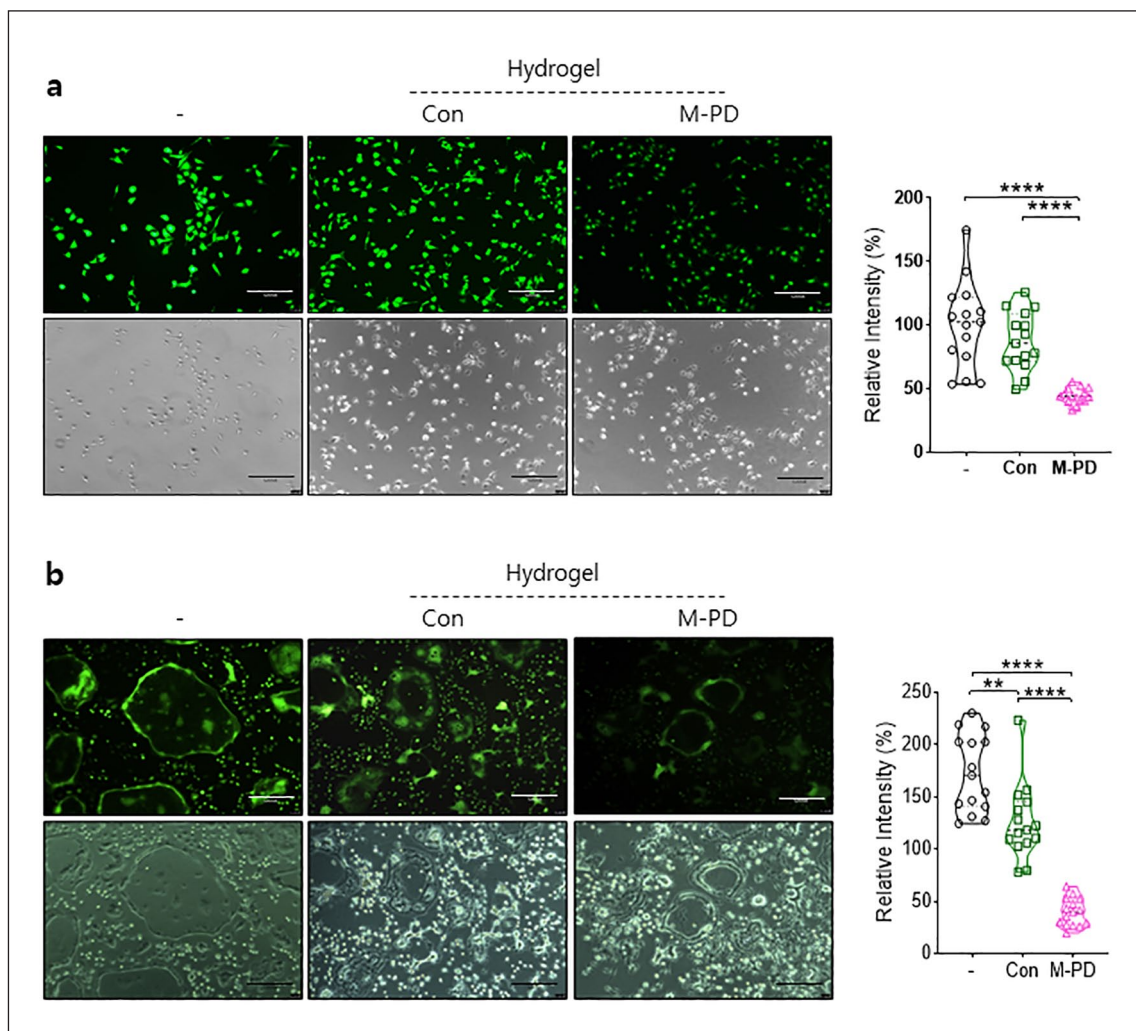 a
Hydrogel
- Con M-PD
Relative Intensity (%)
200
150
100
50
0
****
****
- Con M-PD
b
Hydrogel
- Con M-PD
Relative Intensity (%)
250
200
150
100
50
0
****
** ****
- Con M-PD